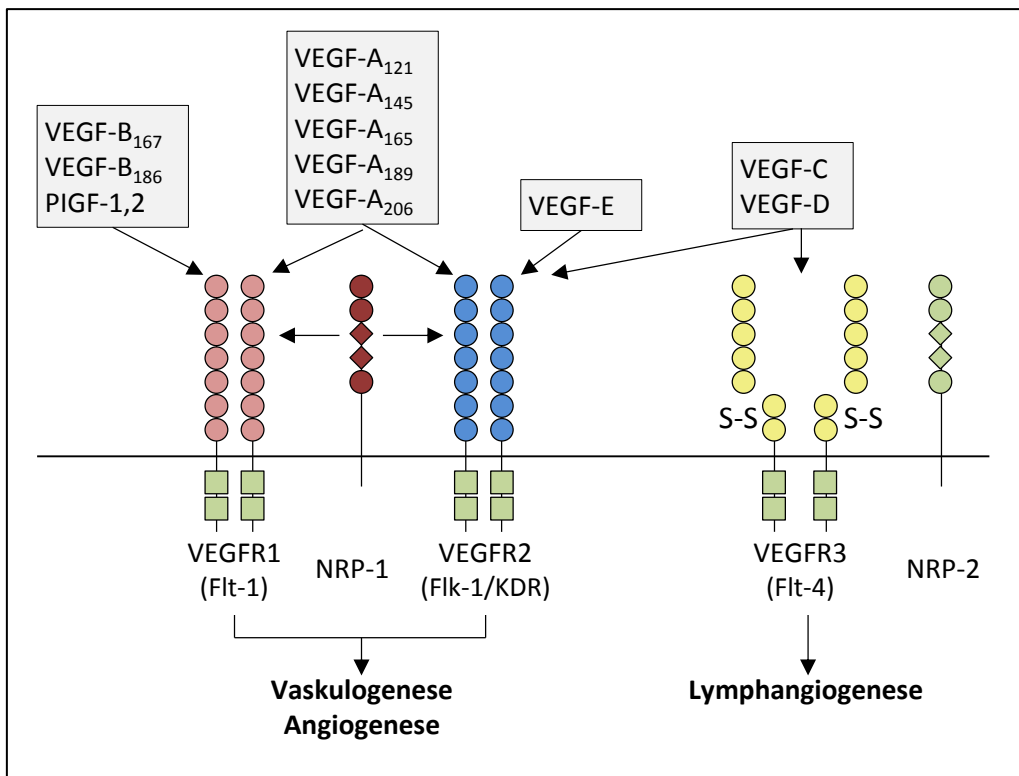 VEGF-A₁₂₁
VEGF-A₁₄₅
VEGF-A₁₆₅
VEGF-A₁₈₉
VEGF-A₂₀₆
VEGF-B₁₆₇
VEGF-B₁₈₆
PIGF-1,2
VEGF-E
VEGF-C
VEGF-D
S-S
S-S
VEGFR1
(Flt-1)
NRP-1
VEGFR2
(Flk-1/KDR)
VEGFR3
(Flt-4)
NRP-2
Vaskulogenese
Angiogenese
Lymphangiogenese